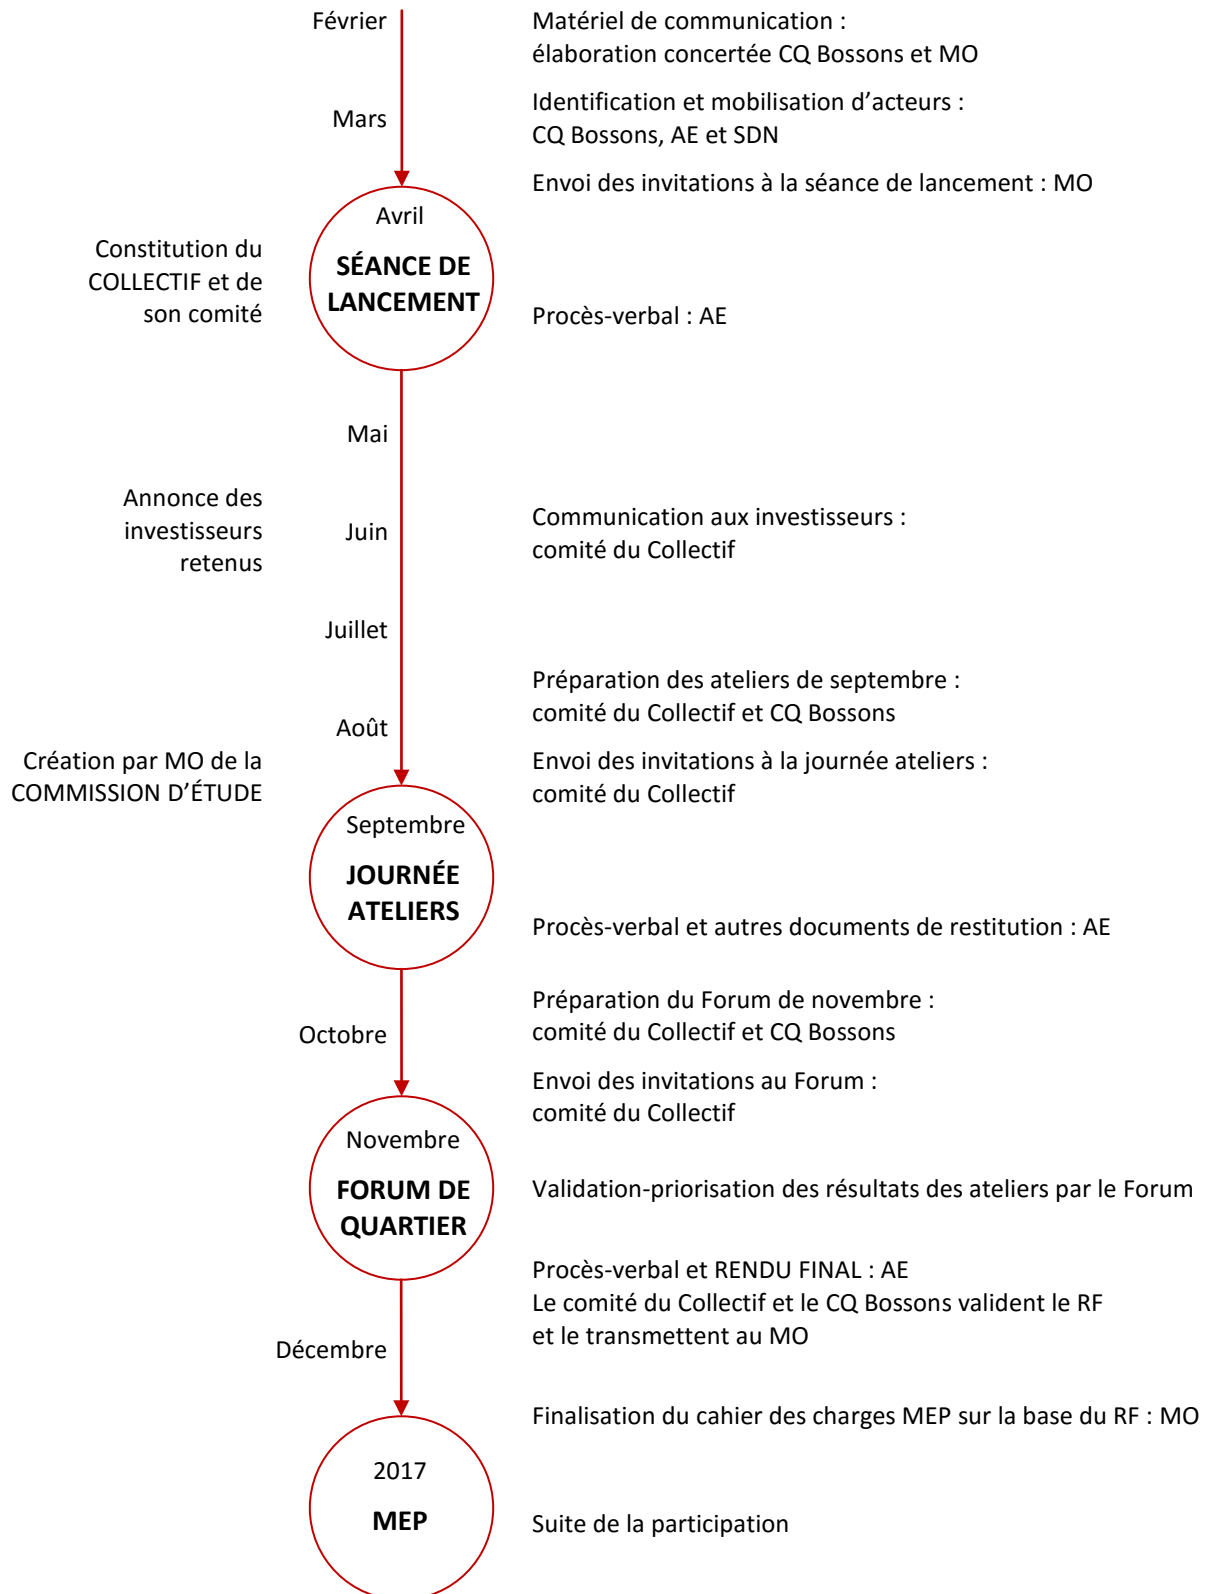 Février
Matériel de communication :
élaboration concertée CQ Bossons et MO
Mars
Identification et mobilisation d’acteurs :
CQ Bossons, AE et SDN
Envoi des invitations à la séance de lancement : MO
Avril
SÉANCE DE
LANCEMENT
Constitution du
COLLECTIF et de
son comité
Procès-verbal : AE
Mai
Annonce des
investisseurs
retenus
Juin
Communication aux investisseurs :
comité du Collectif
Juillet
Préparation des ateliers de septembre :
comité du Collectif et CQ Bossons
Août
Création par MO de la
COMMISSION D’ÉTUDE
Envoi des invitations à la journée ateliers :
comité du Collectif
Septembre
JOURNÉE
ATELIERS
Procès-verbal et autres documents de restitution : AE
Octobre
Préparation du Forum de novembre :
comité du Collectif et CQ Bossons
Envoi des invitations au Forum :
comité du Collectif
Novembre
FORUM DE
QUARTIER
Validation-priorisation des résultats des ateliers par le Forum
Procès-verbal et RENDU FINAL : AE
Le comité du Collectif et le CQ Bossons valident le RF
et le transmettent au MO
Décembre
Finalisation du cahier des charges MEP sur la base du RF : MO
2017
MEP
Suite de la participation